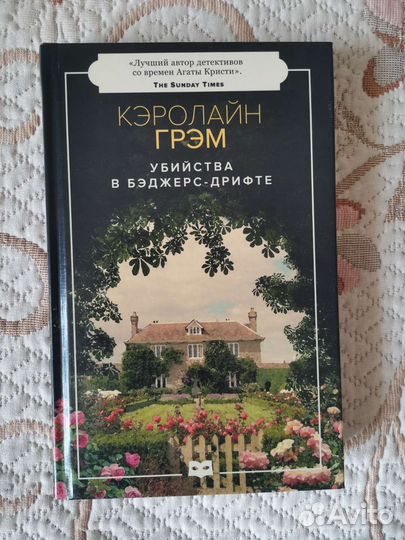 «Лучший автор детективов
со времен Агаты Кристи».
THE SUNDAY TIMES
КЭРОЛАЙН
ГРЭМ
УБИЙСТВА
В БЭДЖЕРС-ДРИФТЕ
Avito